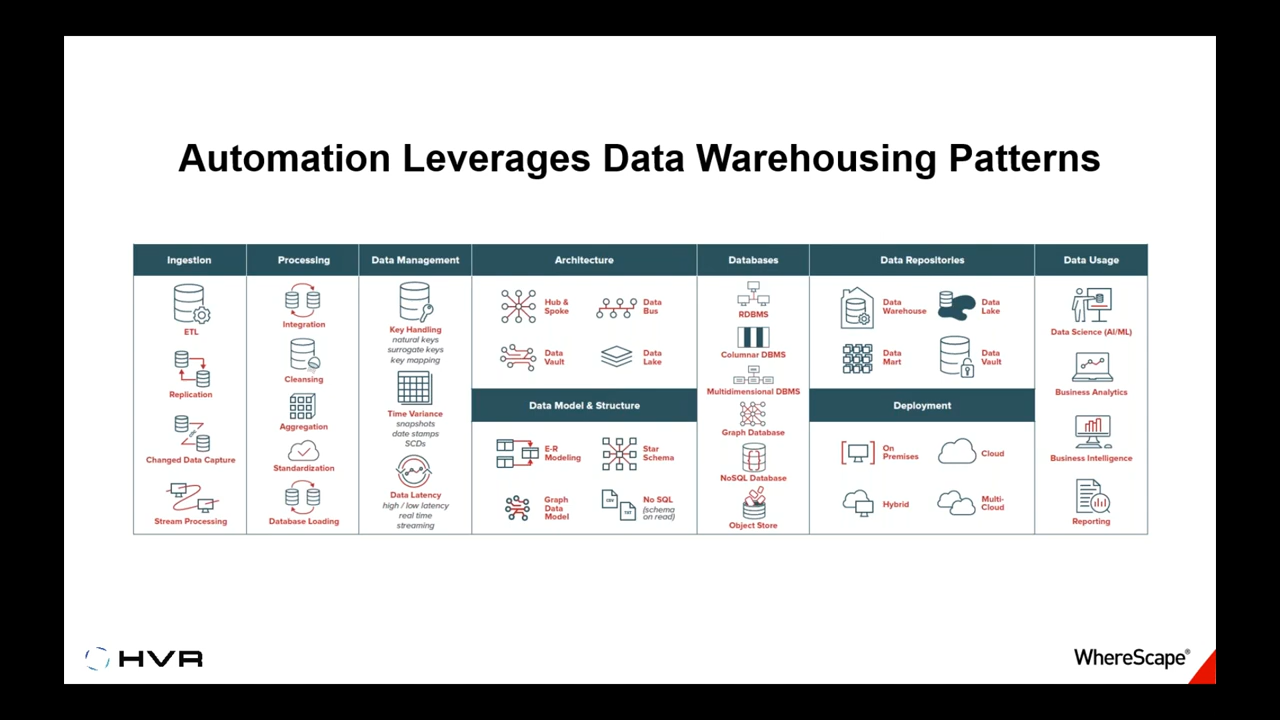 Automation Leverages Data Warehousing Patterns
Ingestion
ETL
Replication
Changed Data Capture
Stream Processing
Processing
Integration
Cleansing
Aggregation
Standardization
Database Loading
Data Management
Key Handling
natural keys
surrogate keys
key mapping
Time Variance
snapshots
date stamps
SCDs
Data Latency
high / low latency
real time
streaming
Architecture
Hub &
Spoke
Data
Bus
Data
Vault
Data
Lake
Data Model & Structure
E-R
Modeling
Star
Schema
Graph
Data
Model
CSV
TXT
No SQL
(schema
on read)
Databases
RDBMS
Columnar DBMS
Multidimensional DBMS
Graph Database
NoSQL Database
Object Store
Data Repositories
Data
Warehouse
Data
Lake
Data
Mart
Data
Vault
Deployment
On
Premises
Cloud
Hybrid
Multi-
Cloud
Data Usage
Data Science (AI/ML)
Business Analytics
Business Intelligence
Reporting
HVR
WhereScape®